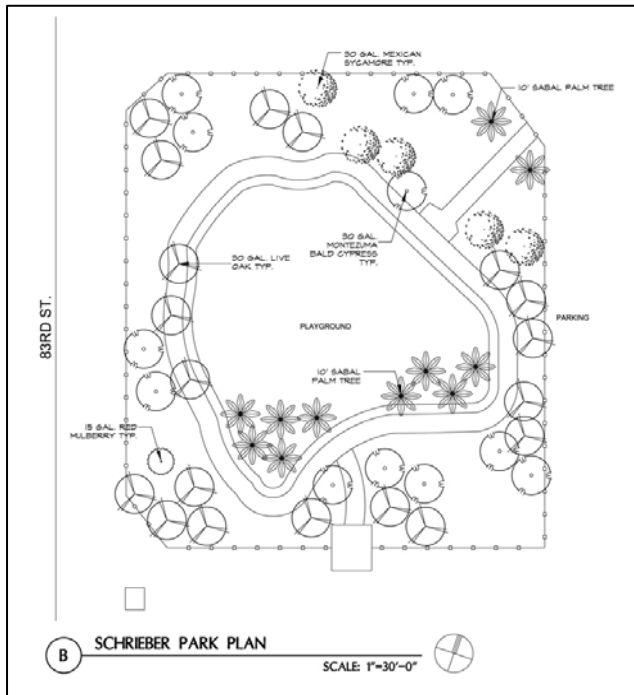 30 GAL. MEXICAN
SYCAMORE TYP.
10' SABAL PALM TREE
30 GAL.
MONTEZUMA
BALD CYPRESS
TYP.
30 GAL. LIVE
OAK TYP.
83RD ST.
PLAYGROUND
PARKING
10' SABAL
PALM TREE
15 GAL. RED
MULBERRY TYP.
B
SCHRIEBER PARK PLAN
SCALE: 1"=30'-0"